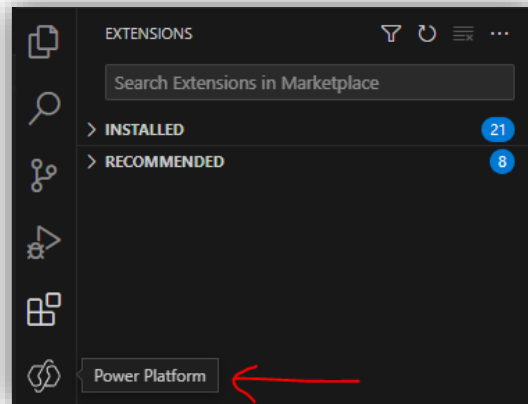 EXTENSIONS
Search Extensions in Marketplace
INSTALLED 21
RECOMMENDED 8
Power Platform